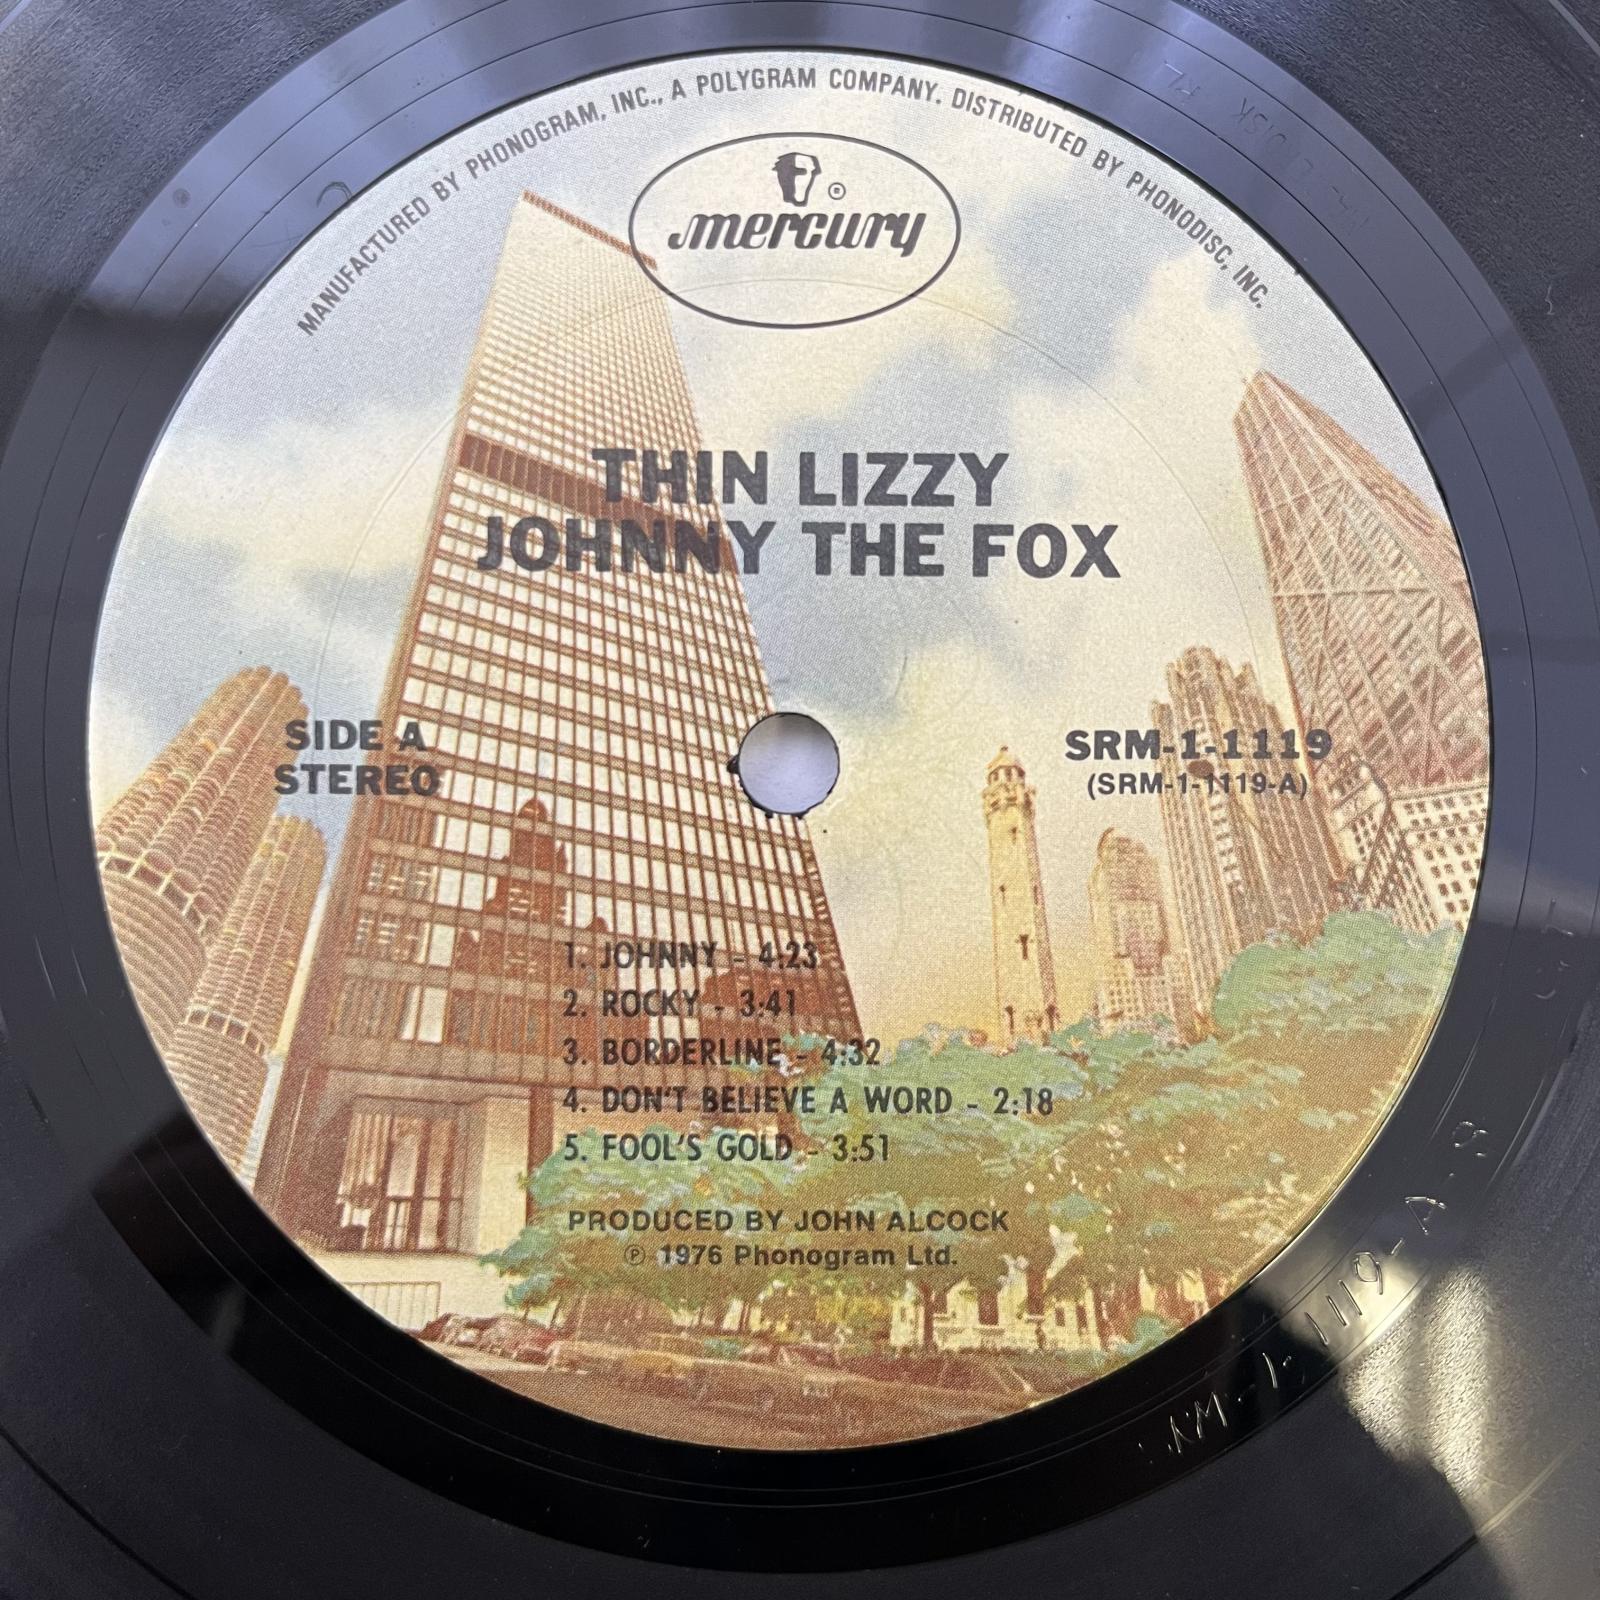 MANUFACTURED BY PHONOGRAM, INC., A POLYGRAM COMPANY. DISTRIBUTED BY PHONODISC, INC.
®
mercury
THIN LIZZY
JOHNNY THE FOX
SIDE A
STEREO
SRM-1-1119
(SRM-1-1119-A)
1. JOHNNY - 4:23
2. ROCKY - 3:41
3. BORDERLINE - 4:32
4. DON'T BELIEVE A WORD - 2:18
5. FOOL'S GOLD - 3:51
PRODUCED BY JOHN ALCOCK
℗ 1976 Phonogram Ltd.